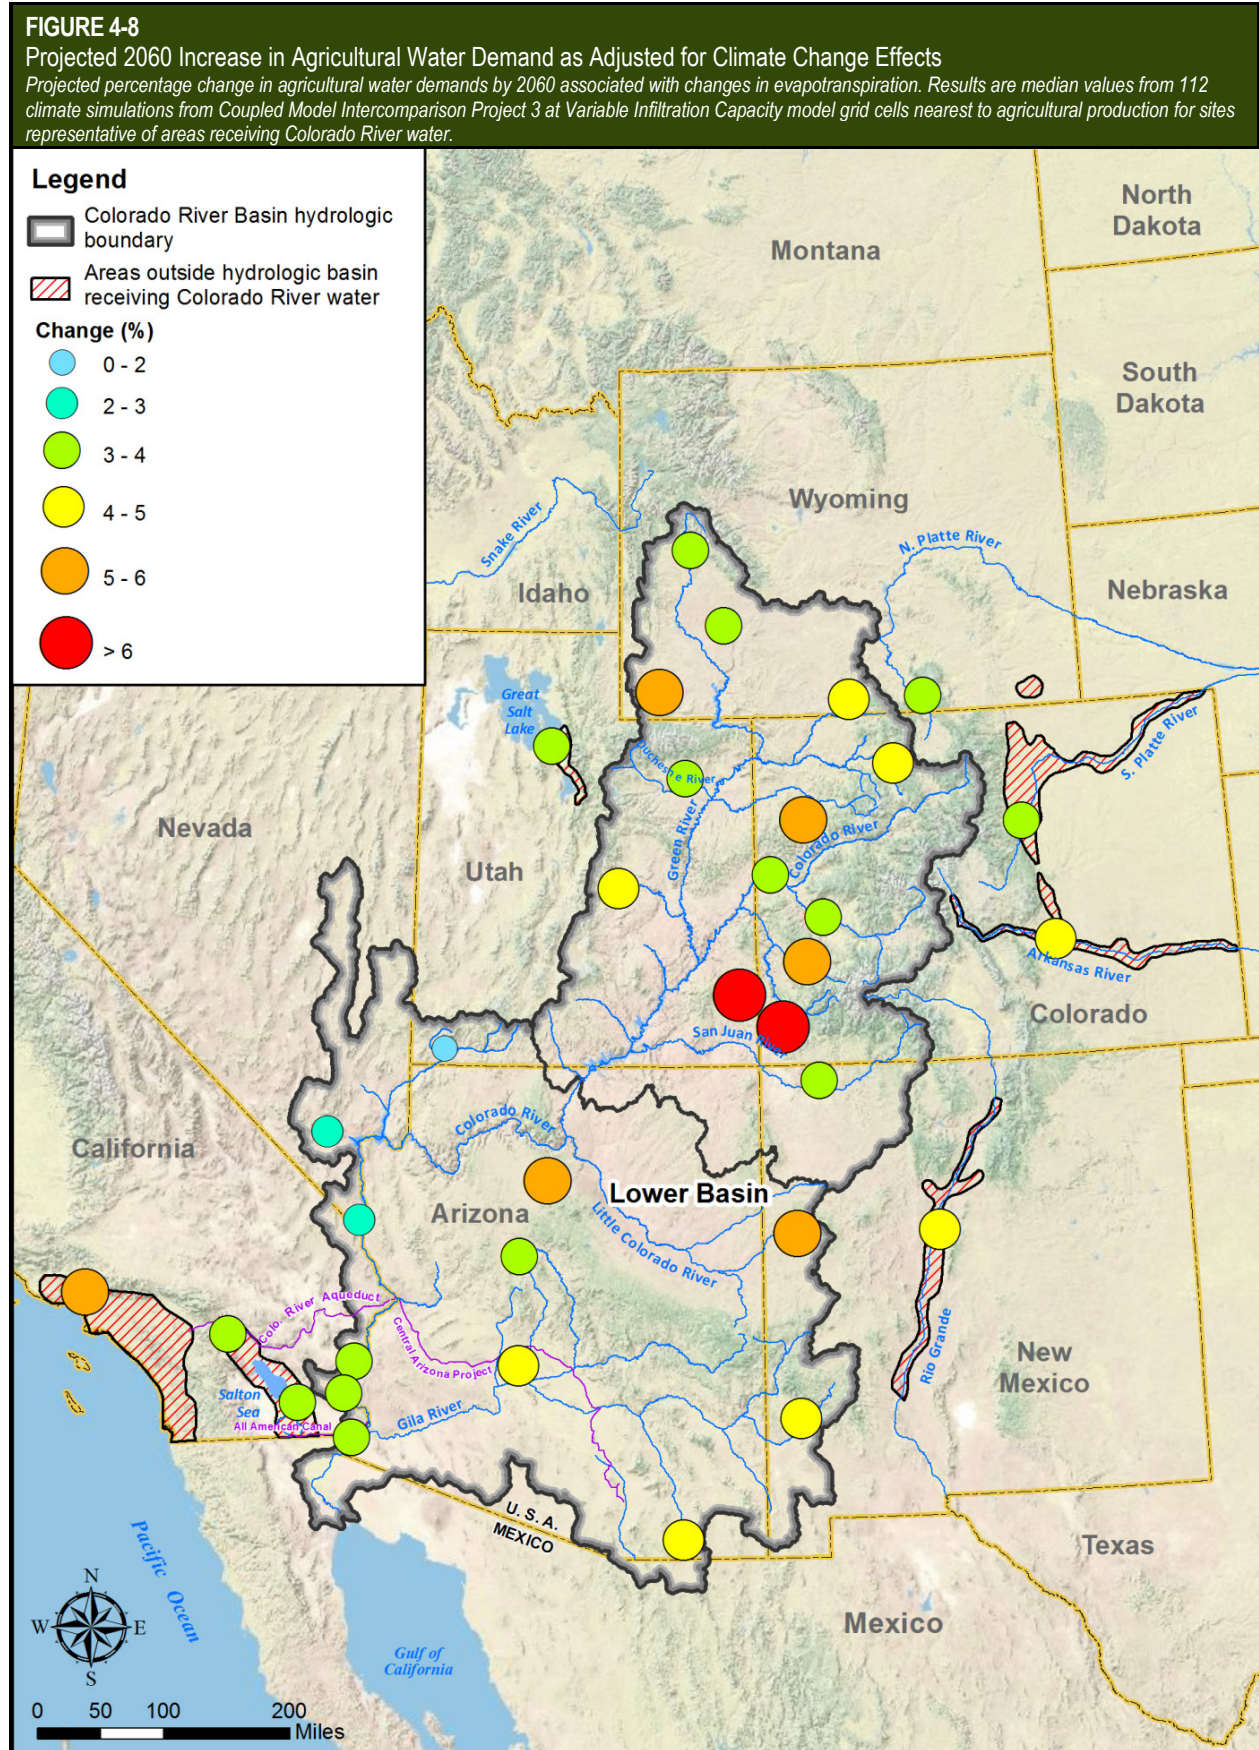 FIGURE 4-8
Projected 2060 Increase in Agricultural Water Demand as Adjusted for Climate Change Effects
Projected percentage change in agricultural water demands by 2060 associated with changes in evapotranspiration. Results are median values from 112
climate simulations from Coupled Model Intercomparison Project 3 at Variable Infiltration Capacity model grid cells nearest to agricultural production for sites
representative of areas receiving Colorado River water.
Legend
Colorado River Basin hydrologic
boundary
Areas outside hydrologic basin
receiving Colorado River water
Change (%)
0 - 2
2 - 3
3 - 4
4 - 5
5 - 6
> 6
North
Dakota
Montana
South
Dakota
Wyoming
Snake River
N. Platte River
Idaho
Nebraska
Great
Salt
Lake
S. Platte River
Duchesne River
Nevada
Green River
Colorado River
Utah
Arkansas River
Colorado
San Juan River
Colorado River
California
Lower Basin
Arizona
Little Colorado River
Colo. River Aqueduct
Central Arizona Project
Rio Grande
New
Mexico
Salton
Sea
All American Canal
Gila River
U. S. A.
MEXICO
Pacific Ocean
Texas
Mexico
Gulf of
California
N
W
E
S
0
50
100
200
Miles